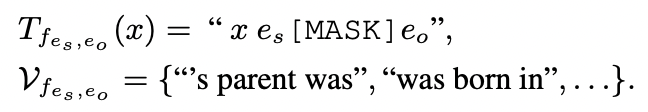 T_{f_{e_s,e_o}}(x) = “ x e_s [MASK] e_o”,
V_{f_{e_s,e_o}} = {“’s parent was”, “was born in”, …}.